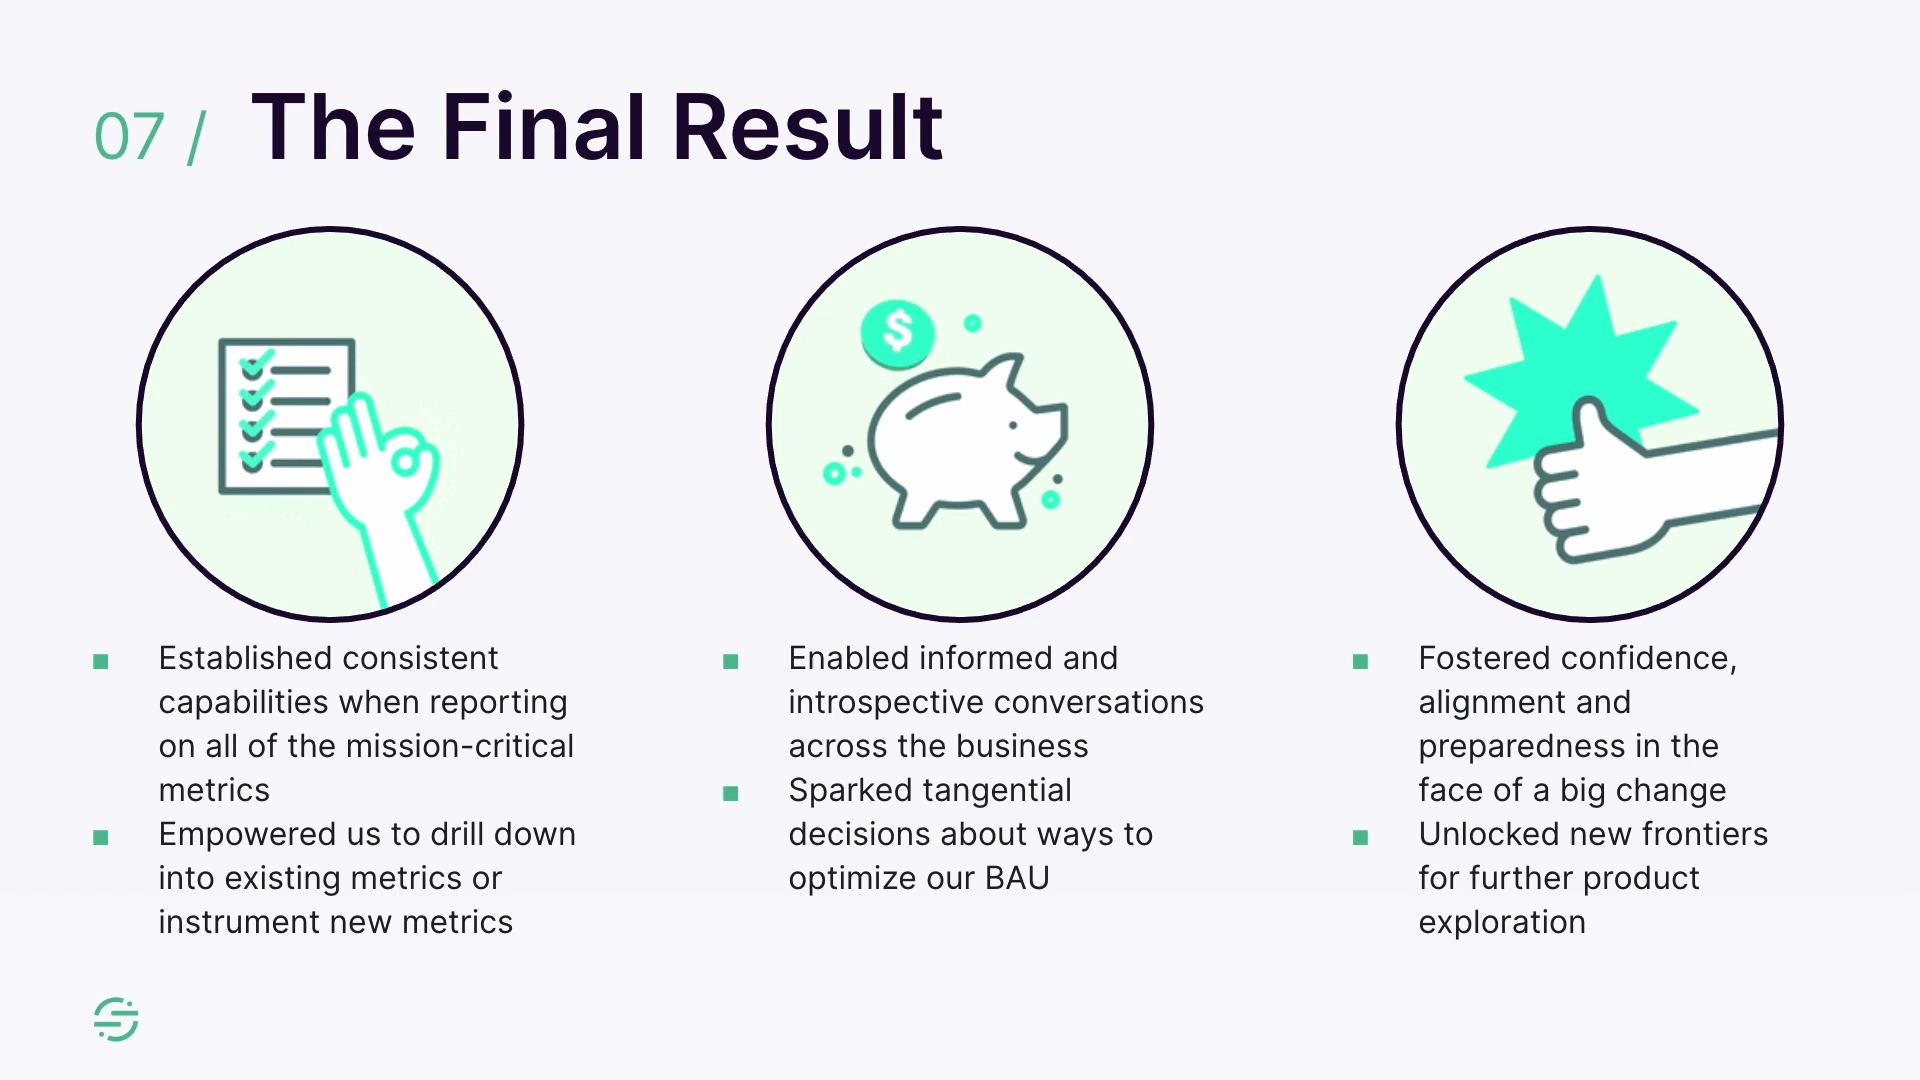 07 / The Final Result
$
■ Established consistent
capabilities when reporting
on all of the mission-critical
metrics
■ Empowered us to drill down
into existing metrics or
instrument new metrics
■ Enabled informed and
introspective conversations
across the business
■ Sparked tangential
decisions about ways to
optimize our BAU
■ Fostered confidence,
alignment and
preparedness in the
face of a big change
■ Unlocked new frontiers
for further product
exploration